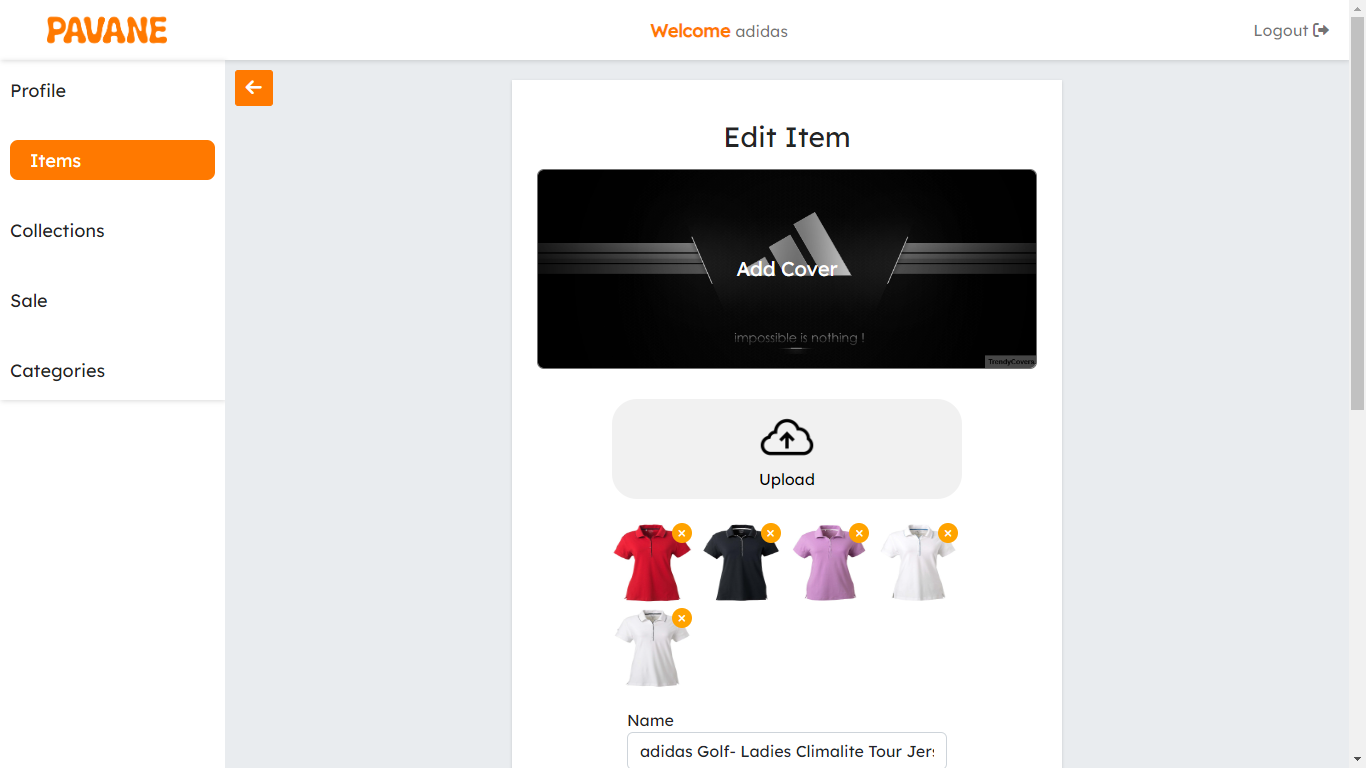 PAVANE
Welcome adidas
Logout
Profile
Items
Collections
Sale
Categories
Edit Item
Add Cover
impossible is nothing !
TrendyCovers
Upload
Name
adidas Golf- Ladies Climalite Tour Jer